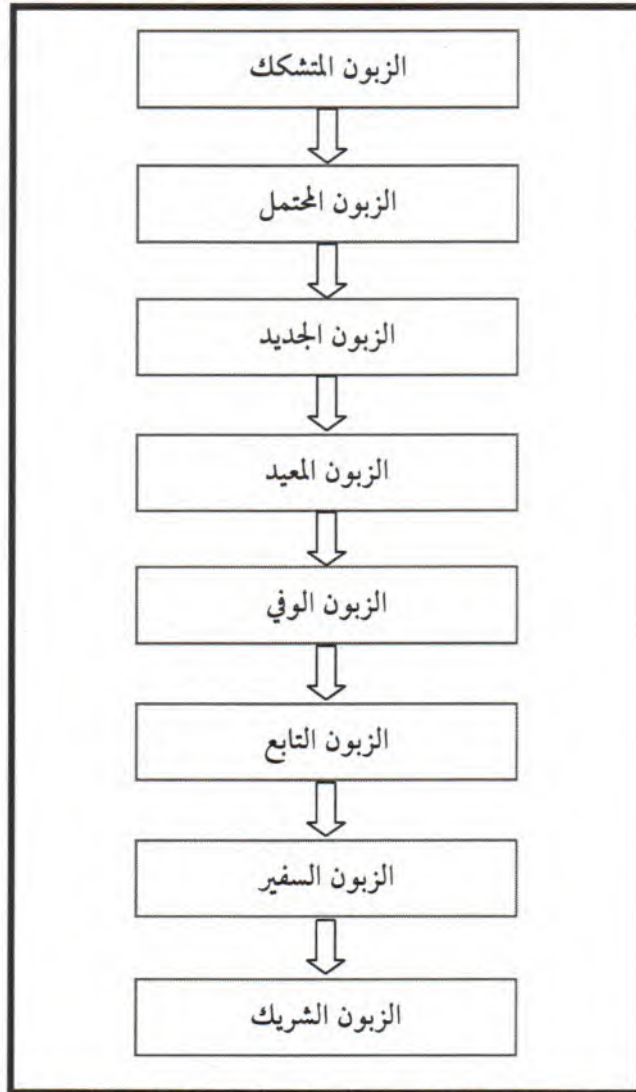 الزبون المتشكك
الزبون المحتمل
الزبون الجديد
الزبون المعيد
الزبون الوفي
الزبون التابع
الزبون السفير
الزبون الشريك